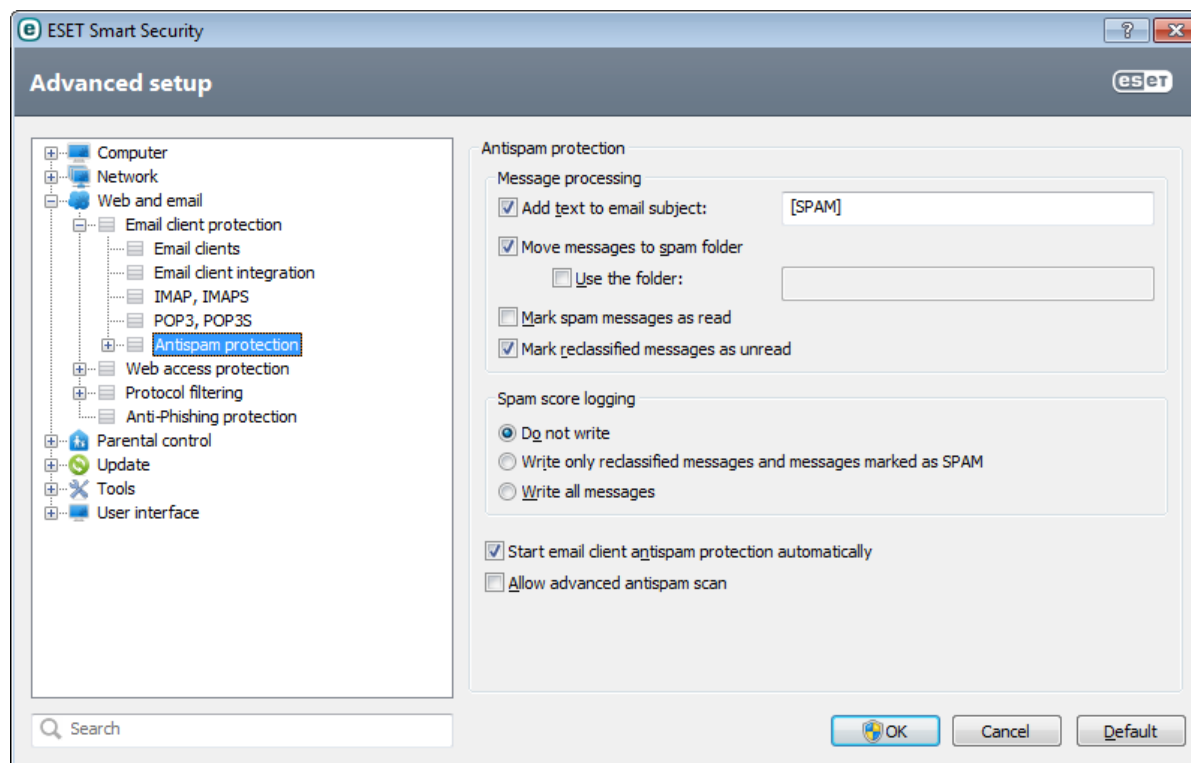 ESET Smart Security
Advanced setup
eset
Computer
Network
Web and email
Email client protection
Email clients
Email client integration
IMAP, IMAPS
POP3, POP3S
Antispam protection
Web access protection
Protocol filtering
Anti-Phishing protection
Parental control
Update
Tools
User interface
Search
Antispam protection
Message processing
Add text to email subject: [SPAM]
Move messages to spam folder
Use the folder:
Mark spam messages as read
Mark reclassified messages as unread
Spam score logging
Do not write
Write only reclassified messages and messages marked as SPAM
Write all messages
Start email client antispam protection automatically
Allow advanced antispam scan
OK Cancel Default